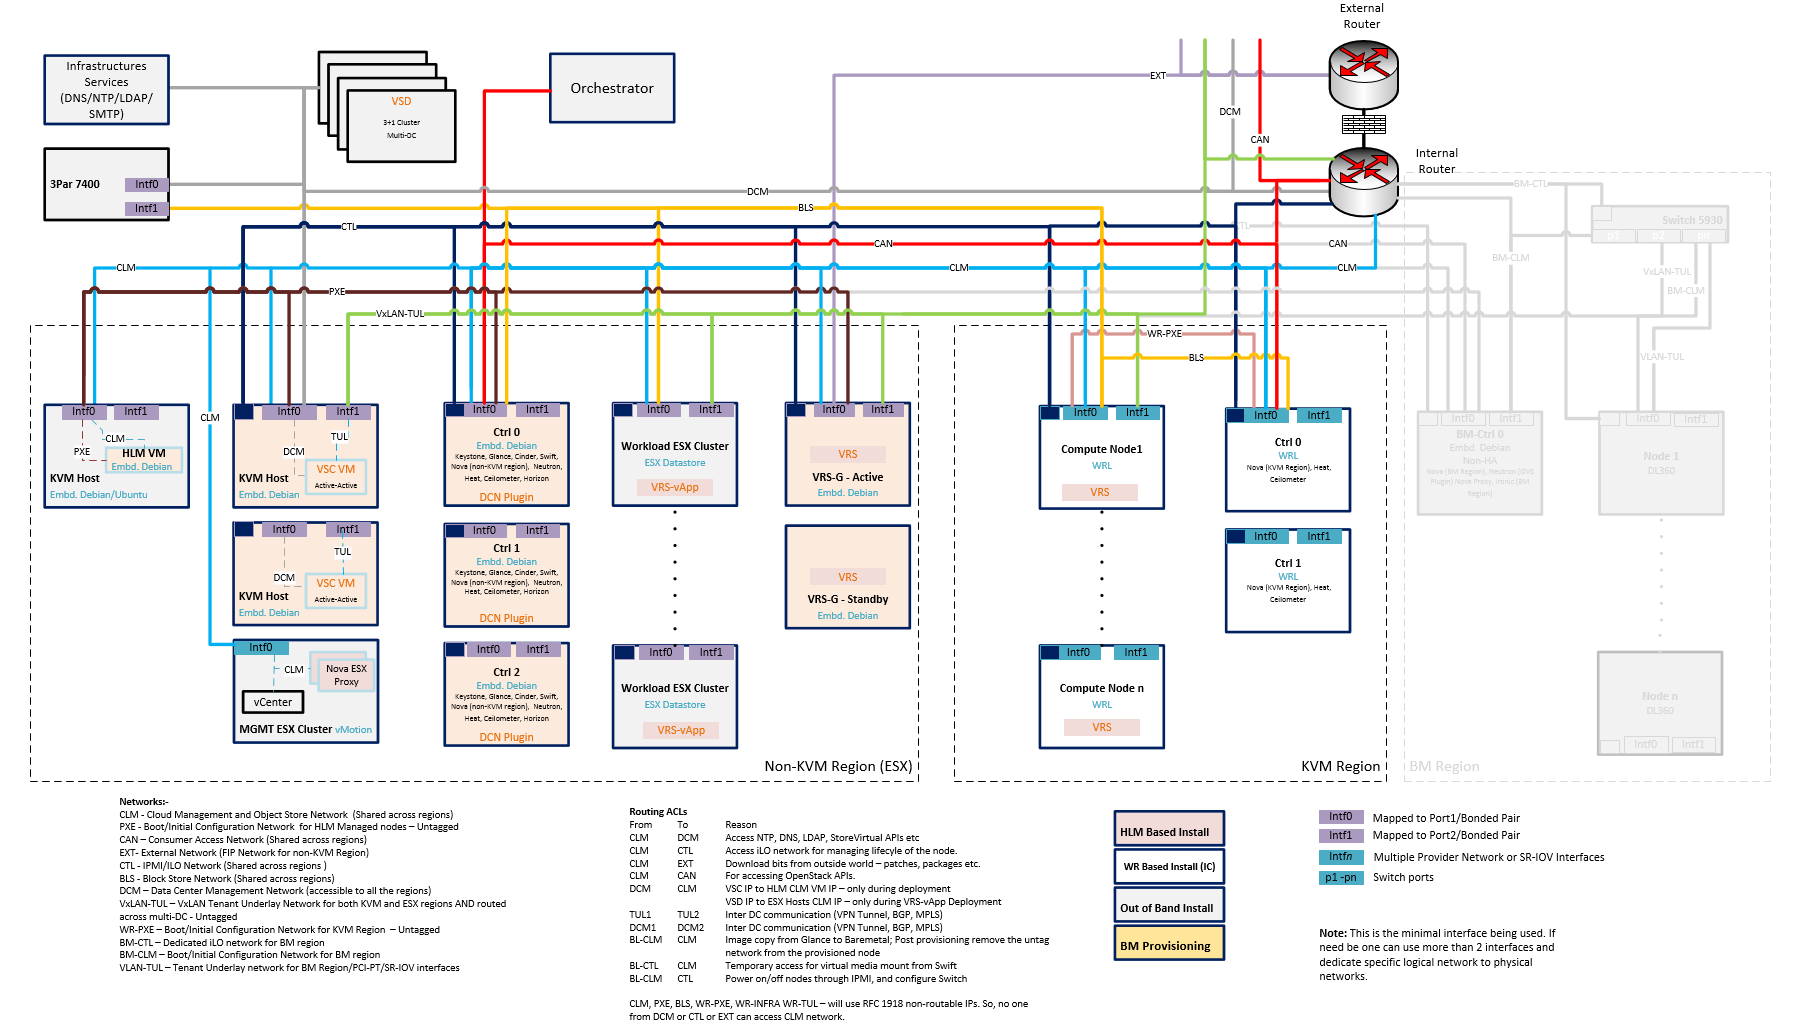 External
Router
Infrastructures
Services
(DNS/NTP/LDAP/
SMTP)
VSD
3+1 Cluster
Multi-DC
Orchestrator
EXT
DCM
CAN
Internal
Router
3Par 7400
Intf0
Intf1
DCM
BLS
CTL
CAN
CAN
CLM
CLM
CLM
PXE
VxLAN-TUL
BM-CTL
Switch 5930
p1
p2
pn
CTL
BM-CLM
VxLAN-TUL
BM-CLM
VLAN-TUL
WR-PXE
BLS
CLM
Intf0
Intf1
CLM
PXE
HLM VM
Embd. Debian
KVM Host
Embd. Debian/Ubuntu
Intf0
Intf1
TUL
DCM
VSC VM
Active-Active
KVM Host
Embd. Debian
Intf0
Intf1
TUL
DCM
VSC VM
Active-Active
KVM Host
Embd. Debian
Intf0
CLM
Nova ESX
Proxy
vCenter
MGMT ESX Cluster vMotion
Intf0
Intf1
Ctrl 0
Embd. Debian
Keystone, Glance, Cinder, Swift,
Nova (non-KVM region), Neutron,
Heat, Ceilometer, Horizon
DCN Plugin
Intf0
Intf1
Ctrl 1
Embd. Debian
Keystone, Glance, Cinder, Swift,
Nova (non-KVM region), Neutron,
Heat, Ceilometer, Horizon
DCN Plugin
Intf0
Intf1
Ctrl 2
Embd. Debian
Keystone, Glance, Cinder, Swift,
Nova (non-KVM region), Neutron,
Heat, Ceilometer, Horizon
DCN Plugin
Intf0
Intf1
Workload ESX Cluster
ESX Datastore
VRS-vApp
Intf0
Intf1
Workload ESX Cluster
ESX Datastore
VRS-vApp
Intf0
Intf1
VRS
VRS-G - Active
Embd. Debian
VRS
VRS-G - Standby
Embd. Debian
Non-KVM Region (ESX)
Intf0
Intf1
Compute Node1
WRL
VRS
Intf0
Intf1
Compute Node n
WRL
VRS
Intf0
Intf1
Ctrl 0
WRL
Nova (KVM Region), Heat,
Ceilometer
Intf0
Intf1
Ctrl 1
WRL
Nova (KVM Region), Heat,
Ceilometer
KVM Region
Intf0
Intf1
BM-Ctrl 0
Embd. Debian
Non-HA
Nova (BM Region), Neutron (OVS
Plugin) Nova Proxy, Ironic (BM
Region)
Intf0
Intf1
Node 1
DL360
Node n
DL360
Intf0
Intf1
BM Region
Networks:-
CLM - Cloud Management and Object Store Network (Shared across regions)
PXE - Boot/Initial Configuration Network for HLM Managed nodes – Untagged
CAN – Consumer Access Network (Shared across regions)
EXT- External Network (FIP Network for non-KVM Region)
CTL - IPMI/ILO Network (Shared across regions )
BLS - Block Store Network (Shared across regions)
DCM – Data Center Management Network (accessible to all the regions)
VxLAN-TUL – VxLAN Tenant Underlay Network for both KVM and ESX regions AND routed
across multi-DC - Untagged
WR-PXE – Boot/Initial Configuration Network for KVM Region – Untagged
BM-CTL – Dedicated iLO network for BM region
BM-CLM – Boot/Initial Configuration Network for BM region
VLAN-TUL – Tenant Underlay network for BM Region/PCI-PT/SR-IOV interfaces
Routing ACLs
From To Reason
CLM DCM Access NTP, DNS, LDAP, StoreVirtual APIs etc
CLM CTL Access iLO network for managing lifecyle of the node.
CLM EXT Download bits from outside world – patches, packages etc.
CLM CAN For accessing OpenStack APIs.
DCM CLM VSC IP to HLM CLM VM IP – only during deployment
VSD IP to ESX Hosts CLM IP – only during VRS-vApp Deployment
TUL1 TUL2 Inter DC communication (VPN Tunnel, BGP, MPLS)
DCM1 DCM2 Inter DC communication (VPN Tunnel, BGP, MPLS)
BL-CLM CLM Image copy from Glance to Baremetal; Post provisioning remove the untag
network from the provisioned node
BL-CTL CLM Temporary access for virtual media mount from Swift
BL-CLM CTL Power on/off nodes through IPMI, and configure Switch
CLM, PXE, BLS, WR-PXE, WR-INFRA WR-TUL – will use RFC 1918 non-routable IPs. So, no one
from DCM or CTL or EXT can access CLM network.
HLM Based Install
WR Based Install (IC)
Out of Band Install
BM Provisioning
Intf0 Mapped to Port1/Bonded Pair
Intf1 Mapped to Port2/Bonded Pair
Intfn Multiple Provider Network or SR-IOV Interfaces
p1 -pn Switch ports
Note: This is the minimal interface being used. If
need be one can use more than 2 interfaces and
dedicate specific logical network to physical
networks.